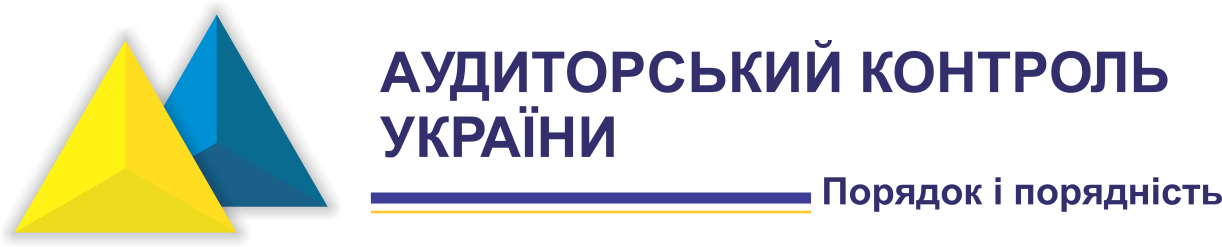 АУДИТОРСЬКИЙ КОНТРОЛЬ
УКРАЇНИ
Порядок і порядність